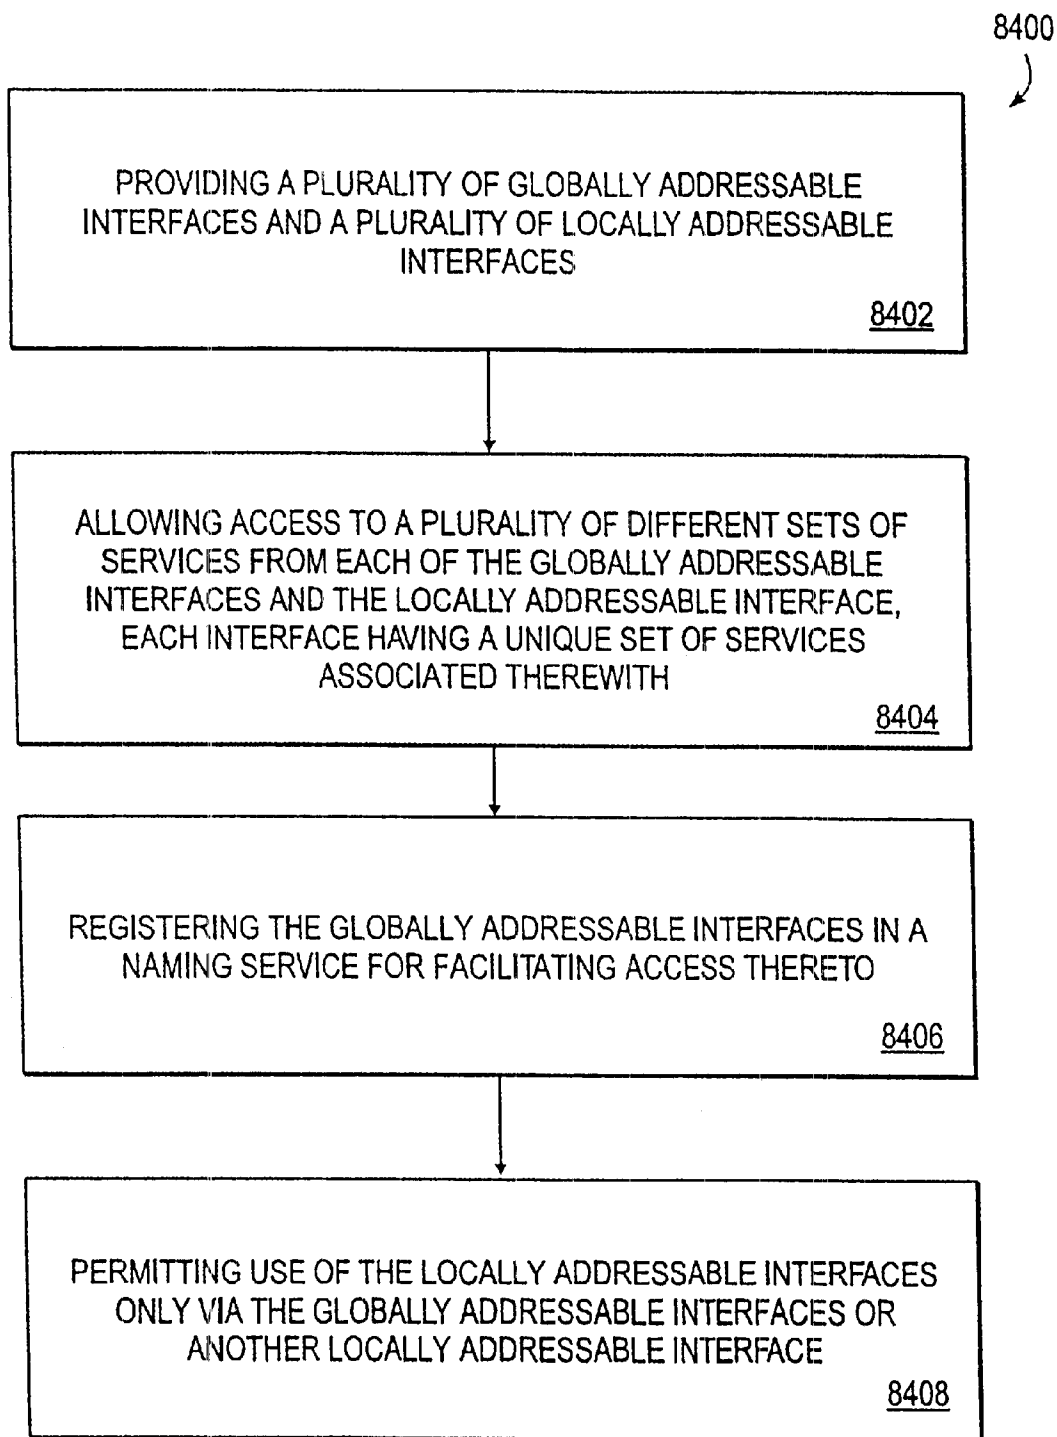 8400
PROVIDING A PLURALITY OF GLOBALLY ADDRESSABLE
INTERFACES AND A PLURALITY OF LOCALLY ADDRESSABLE
INTERFACES
8402
ALLOWING ACCESS TO A PLURALITY OF DIFFERENT SETS OF
SERVICES FROM EACH OF THE GLOBALLY ADDRESSABLE
INTERFACES AND THE LOCALLY ADDRESSABLE INTERFACE,
EACH INTERFACE HAVING A UNIQUE SET OF SERVICES
ASSOCIATED THEREWITH
8404
REGISTERING THE GLOBALLY ADDRESSABLE INTERFACES IN A
NAMING SERVICE FOR FACILITATING ACCESS THERETO
8406
PERMITTING USE OF THE LOCALLY ADDRESSABLE INTERFACES
ONLY VIA THE GLOBALLY ADDRESSABLE INTERFACES OR
ANOTHER LOCALLY ADDRESSABLE INTERFACE
8408